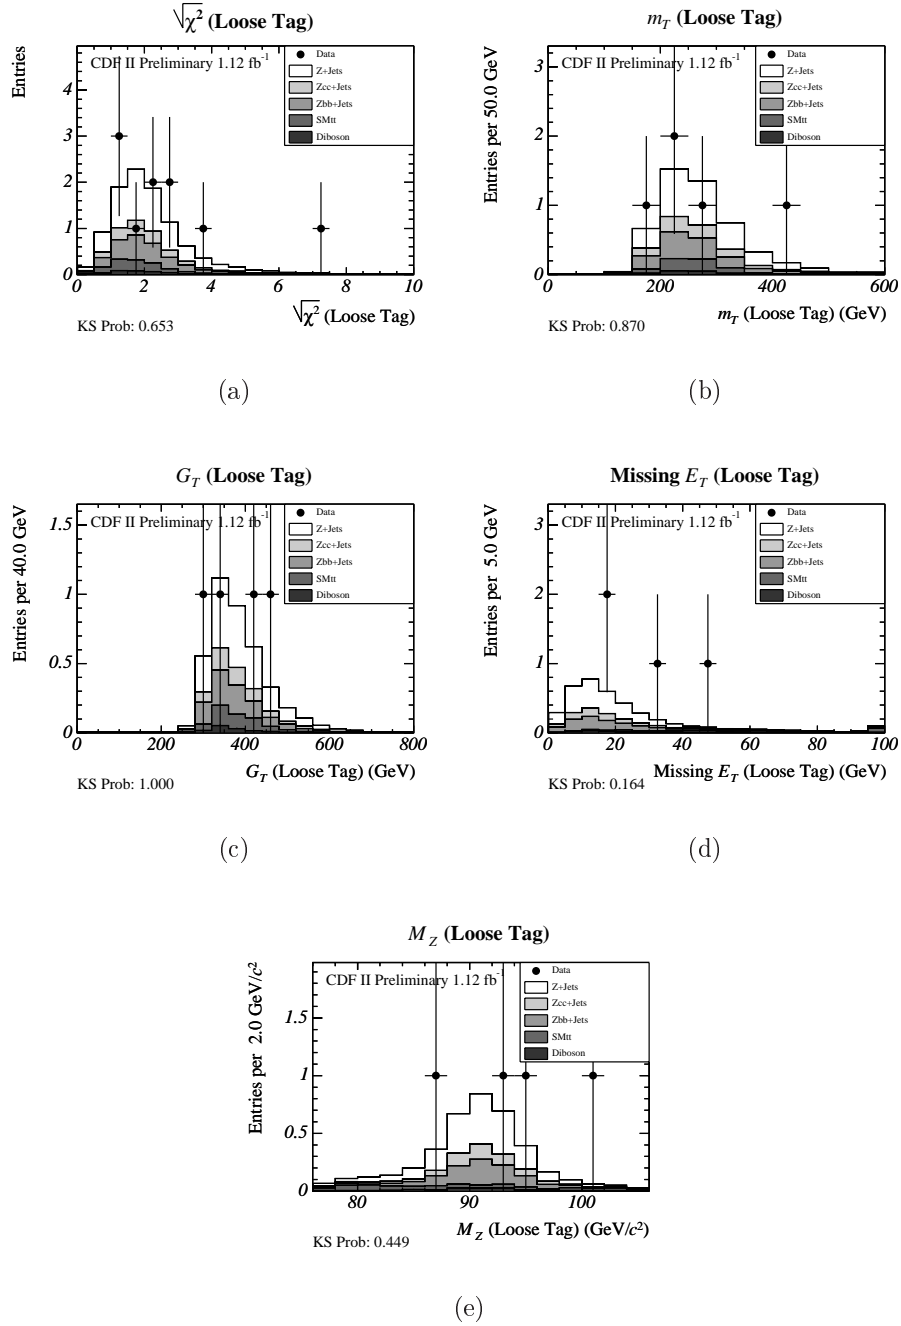 √χ² (Loose Tag)
Entries
CDF II Preliminary 1.12 fb⁻¹
Data
Z+Jets
Zcc+Jets
Zbb+Jets
SMtt
Diboson
4
3
2
1
0
0 2 4 6 8 10
√χ² (Loose Tag)
KS Prob: 0.653
(a)
m_T (Loose Tag)
Entries per 50.0 GeV
CDF II Preliminary 1.12 fb⁻¹
Data
Z+Jets
Zcc+Jets
Zbb+Jets
SMtt
Diboson
3
2
1
0
0 200 400 600
m_T (Loose Tag) (GeV)
KS Prob: 0.870
(b)
G_T (Loose Tag)
Entries per 40.0 GeV
CDF II Preliminary 1.12 fb⁻¹
Data
Z+Jets
Zcc+Jets
Zbb+Jets
SMtt
Diboson
1.5
1
0.5
0
0 200 400 600 800
G_T (Loose Tag) (GeV)
KS Prob: 1.000
(c)
Missing E_T (Loose Tag)
Entries per 5.0 GeV
CDF II Preliminary 1.12 fb⁻¹
Data
Z+Jets
Zcc+Jets
Zbb+Jets
SMtt
Diboson
3
2
1
0
0 20 40 60 80 100
Missing E_T (Loose Tag) (GeV)
KS Prob: 0.164
(d)
M_Z (Loose Tag)
Entries per 2.0 GeV/c²
CDF II Preliminary 1.12 fb⁻¹
Data
Z+Jets
Zcc+Jets
Zbb+Jets
SMtt
Diboson
1.5
1
0.5
0
80 90 100
M_Z (Loose Tag) (GeV/c²)
KS Prob: 0.449
(e)